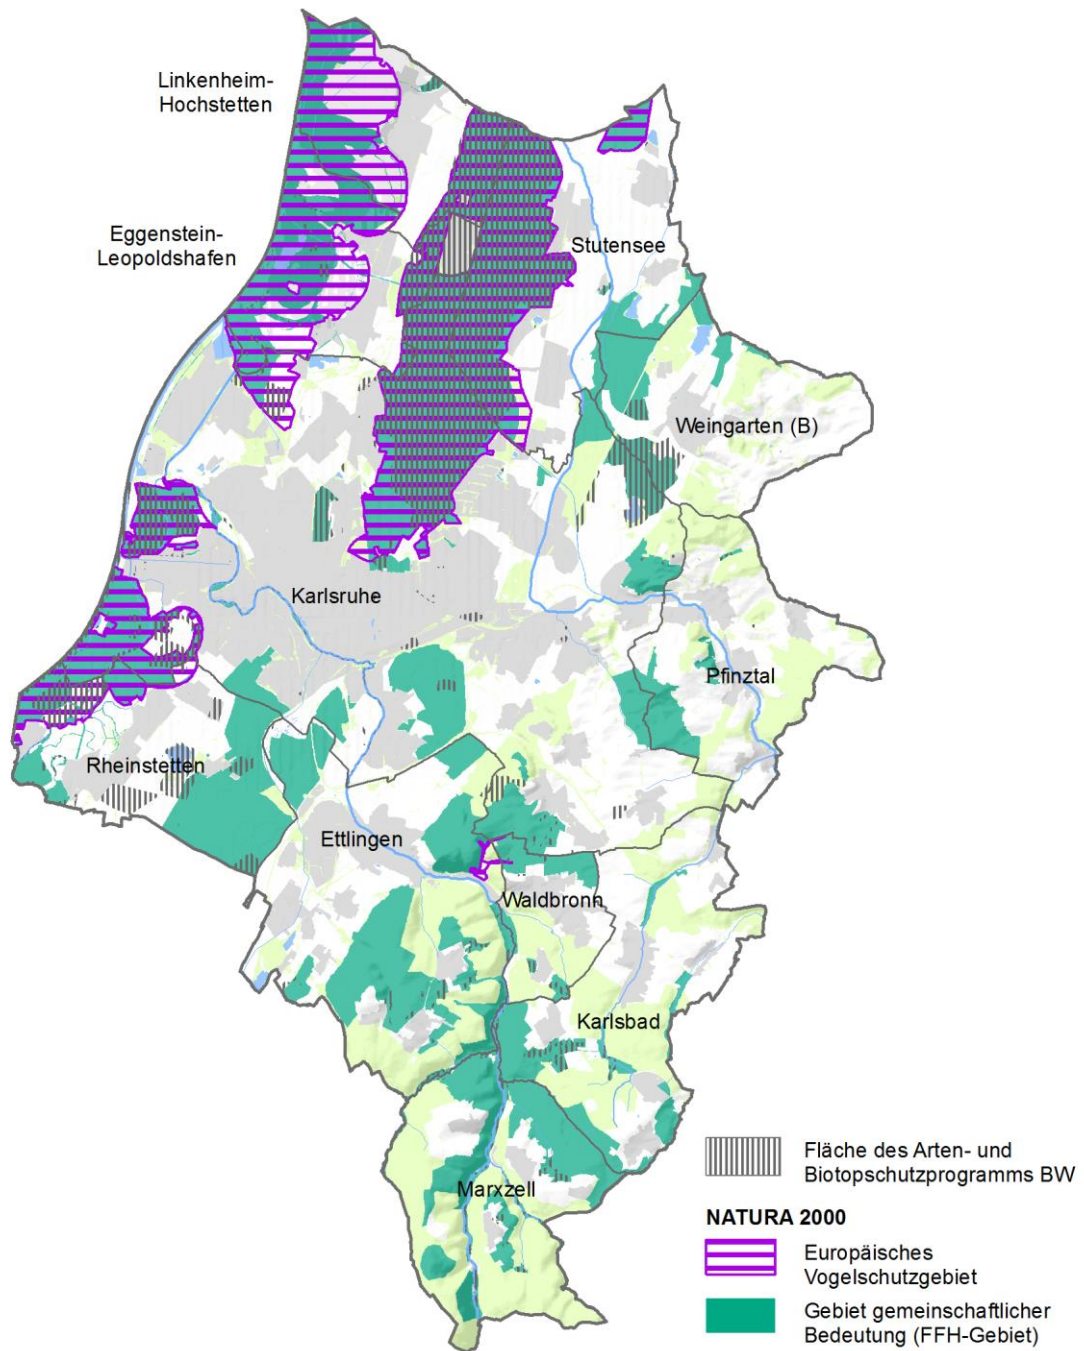 Linkenheim-
Hochstetten
Eggenstein-
Leopoldshafen
Stutensee
Weingarten (B)
Karlsruhe
Pfinztal
Rheinstetten
Ettlingen
Waldbronn
Karlsbad
Marxzell
Fläche des Arten- und
Biotopschutzprogramms BW
NATURA 2000
Europäisches
Vogelschutzgebiet
Gebiet gemeinschaftlicher
Bedeutung (FFH-Gebiet)